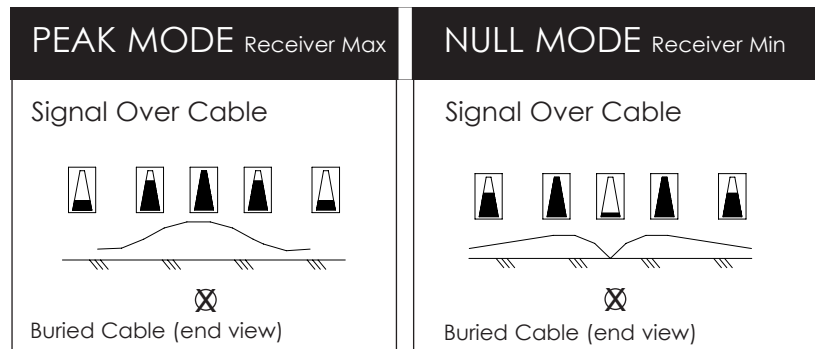 PEAK MODE Receiver Max
Signal Over Cable
X
Buried Cable (end view)
NULL MODE Receiver Min
Signal Over Cable
X
Buried Cable (end view)